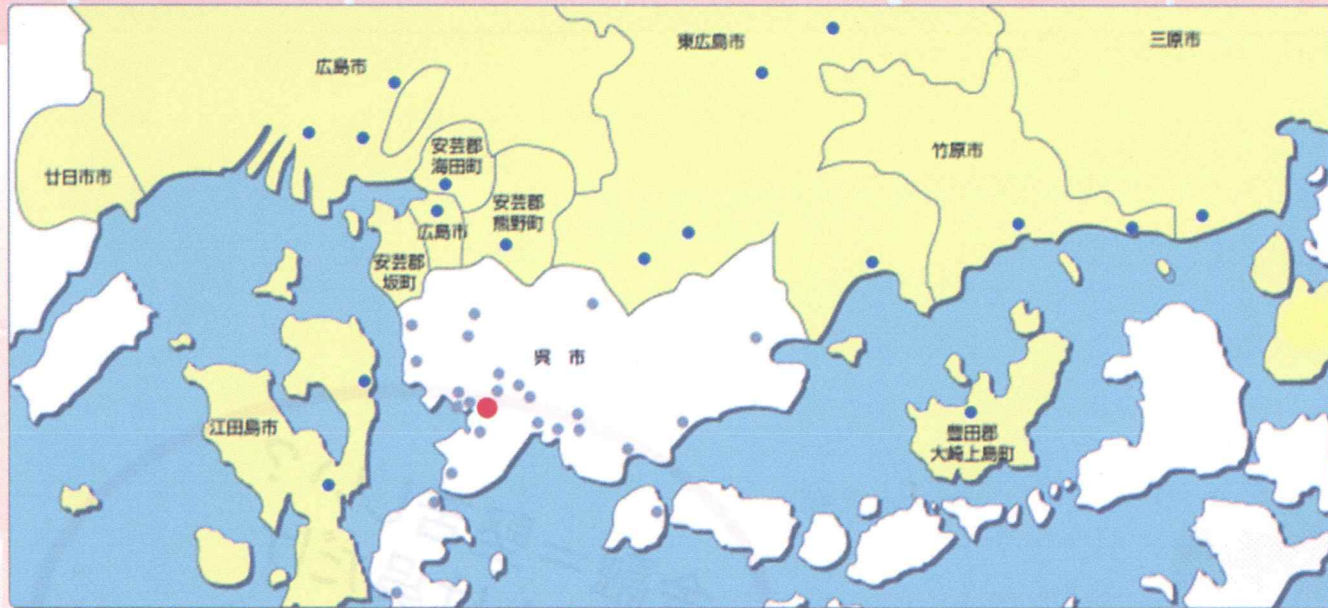 広島市
東広島市
三原市
廿日市市
安芸郡
海田町
安芸郡
熊野町
広島市
安芸郡
坂町
竹原市
呉 市
江田島市
豊田郡
大崎上島町